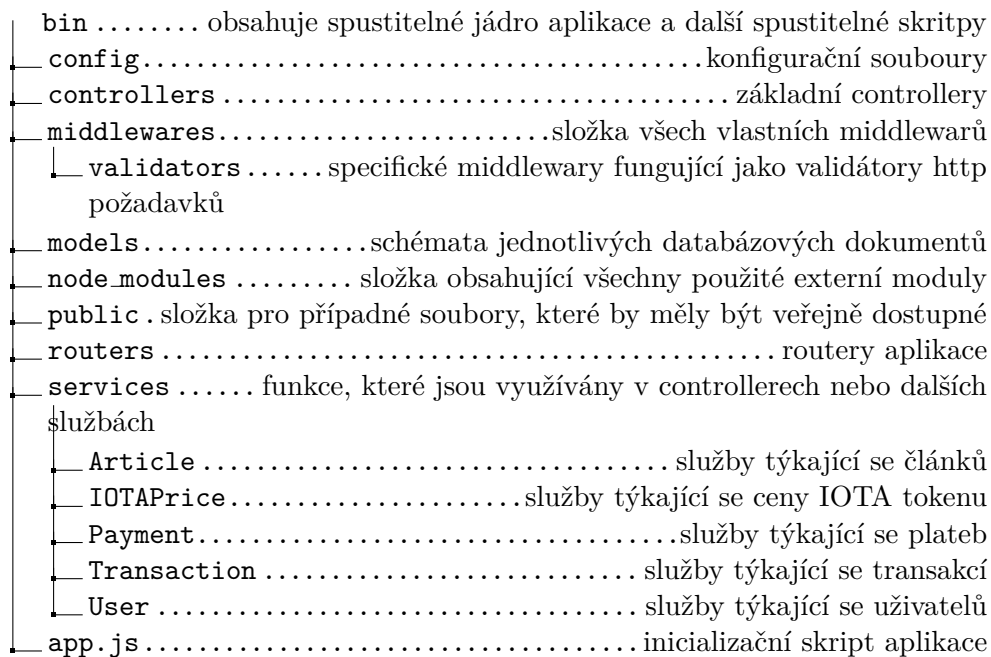 bin ........ obsahuje spustitelné jádro aplikace a další spustitelné skritpy
config.......................................konfigurační souboury
controllers ................................... základní controllery
middlewares.......................složka všech vlastních middlewarů
validators ...... specifické middlewary fungující jako validátory http
požadavků
models................schémata jednotlivých databázových dokumentů
node_modules ......... složka obsahující všechny použité externí moduly
public . složka pro případné soubory, které by měly být veřejně dostupné
routers .......................................... routery aplikace
services ...... funkce, které jsou využívány v controllerech nebo dalších
službách
Article ................................ služby týkající se článků
IOTAPrice....................služby týkající se ceny IOTA tokenu
Payment.................................služby týkající se plateb
Transaction .......................... služby týkající se transakcí
User ................................. služby týkající se uživatelů
app.js..................................inicializační skript aplikace